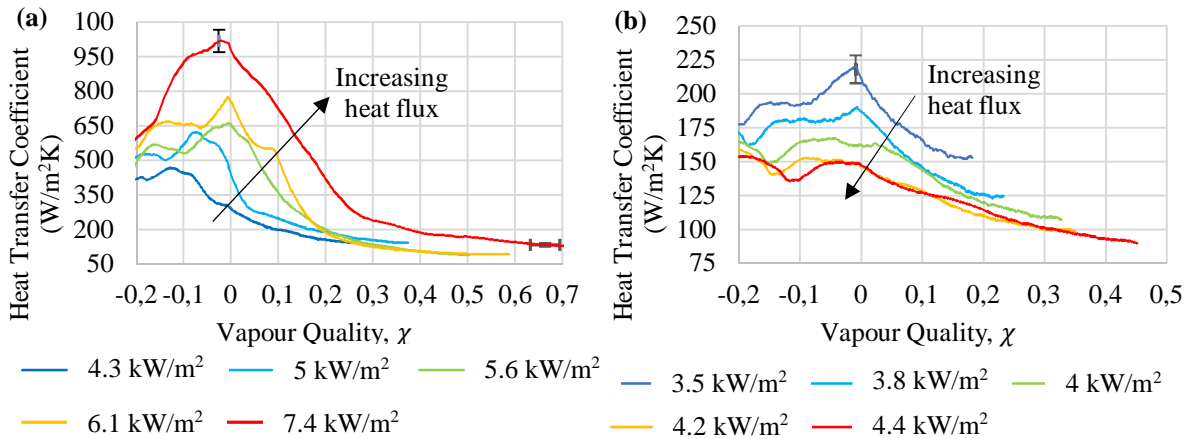 (a)
Heat Transfer Coefficient
(W/m²K)
100
950
800
650
500
350
200
50
Increasing
heat flux
-0,2 -0,1 0 0,1 0,2 0,3 0,4 0,5 0,6 0,7
Vapour Quality, χ
4.3 kW/m² 5 kW/m² 5.6 kW/m²
6.1 kW/m² 7.4 kW/m²
(b)
Heat Transfer Coefficient
(W/m²K)
250
225
200
175
150
125
100
75
Increasing
heat flux
-0,2 -0,1 0 0,1 0,2 0,3 0,4 0,5
Vapour Quality, χ
3.5 kW/m² 3.8 kW/m² 4 kW/m²
4.2 kW/m² 4.4 kW/m²